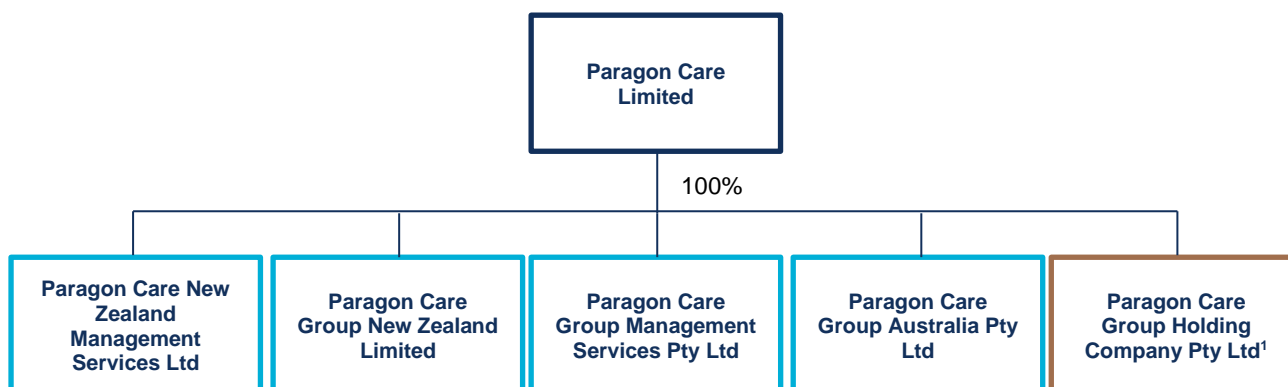 Paragon Care
Limited
100%
Paragon Care New
Zealand
Management
Services Ltd
Paragon Care
Group New Zealand
Limited
Paragon Care
Group Management
Services Pty Ltd
Paragon Care
Group Australia Pty
Ltd
Paragon Care
Group Holding
Company Pty Ltd¹